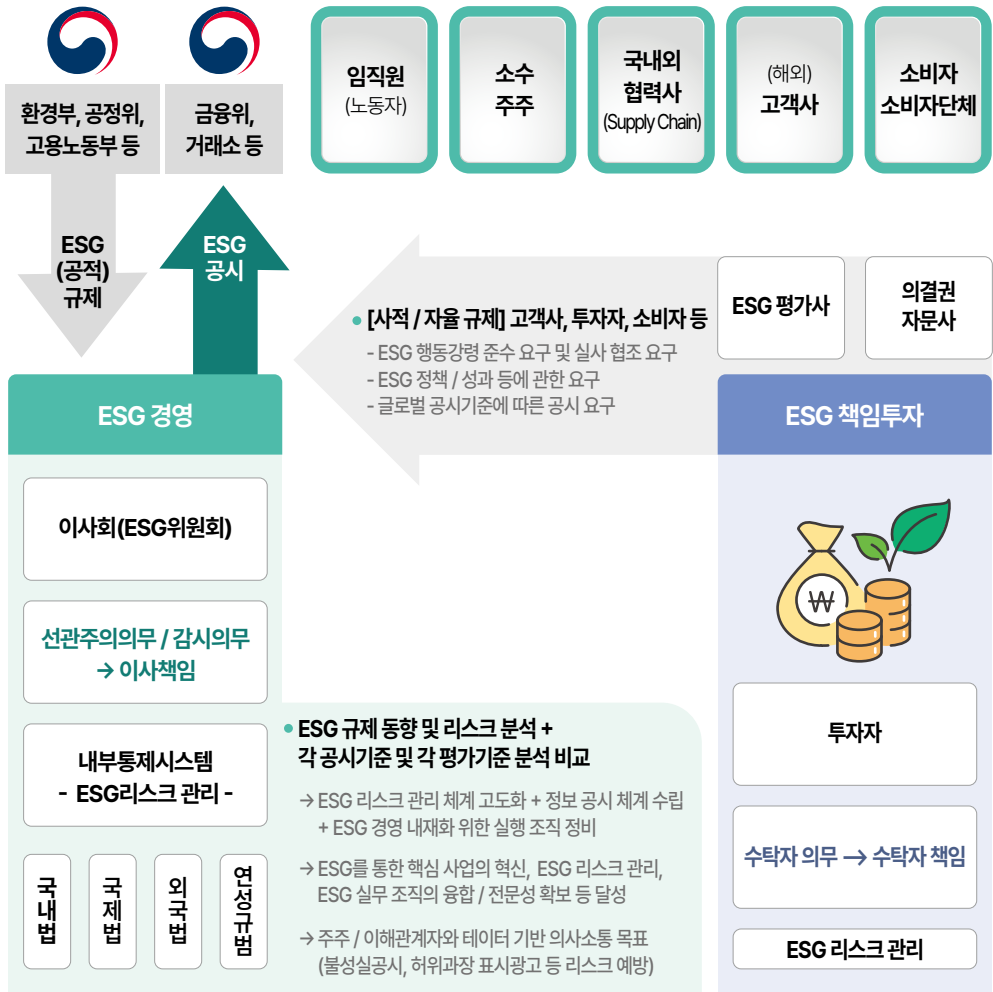 환경부, 공정위,
고용노동부 등
금융위,
거래소 등
임직원
(노동자)
소수
주주
국내외
협력사
(Supply Chain)
(해외)
고객사
소비자
소비자단체
ESG
(공적)
규제
ESG
공시
• [사적 / 자율 규제] 고객사, 투자자, 소비자 등
- ESG 행동강령 준수 요구 및 실사 협조 요구
- ESG 정책 / 성과 등에 관한 요구
- 글로벌 공시기준에 따른 공시 요구
ESG 평가사
의결권
자문사
ESG 경영
이사회(ESG위원회)
선관주의의무 / 감시의무
→ 이사책임
내부통제시스템
- ESG리스크 관리 -
국내법
국제법
외국법
연성규범
• ESG 규제 동향 및 리스크 분석 +
각 공시기준 및 각 평가기준 분석 비교
→ ESG 리스크 관리 체계 고도화 + 정보 공시 체계 수립
+ ESG 경영 내재화 위한 실행 조직 정비
→ ESG를 통한 핵심 사업의 혁신, ESG 리스크 관리,
ESG 실무 조직의 융합 / 전문성 확보 등 달성
→ 주주 / 이해관계자와 테이터 기반 의사소통 목표
(불성실공시, 허위과장 표시광고 등 리스크 예방)
ESG 책임투자
₩
투자자
수탁자 의무 → 수탁자 책임
ESG 리스크 관리